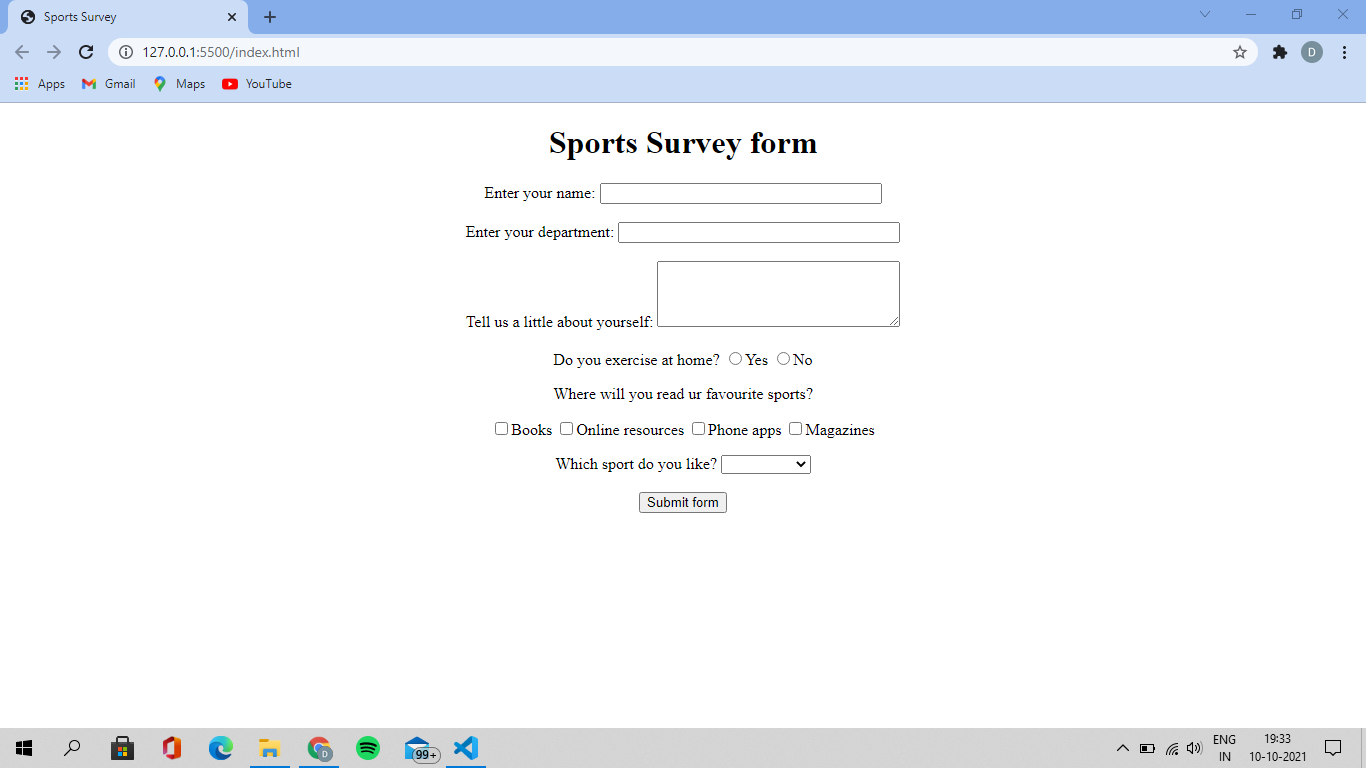 Sports Survey
127.0.0.1:5500/index.html
D
Apps Gmail Maps YouTube
Sports Survey form
Enter your name:
Enter your department:
Tell us a little about yourself:
Do you exercise at home? Yes No
Where will you read ur favourite sports?
Books Online resources Phone apps Magazines
Which sport do you like?
Submit form
D
99+
ENG
IN
19:33
10-10-2021